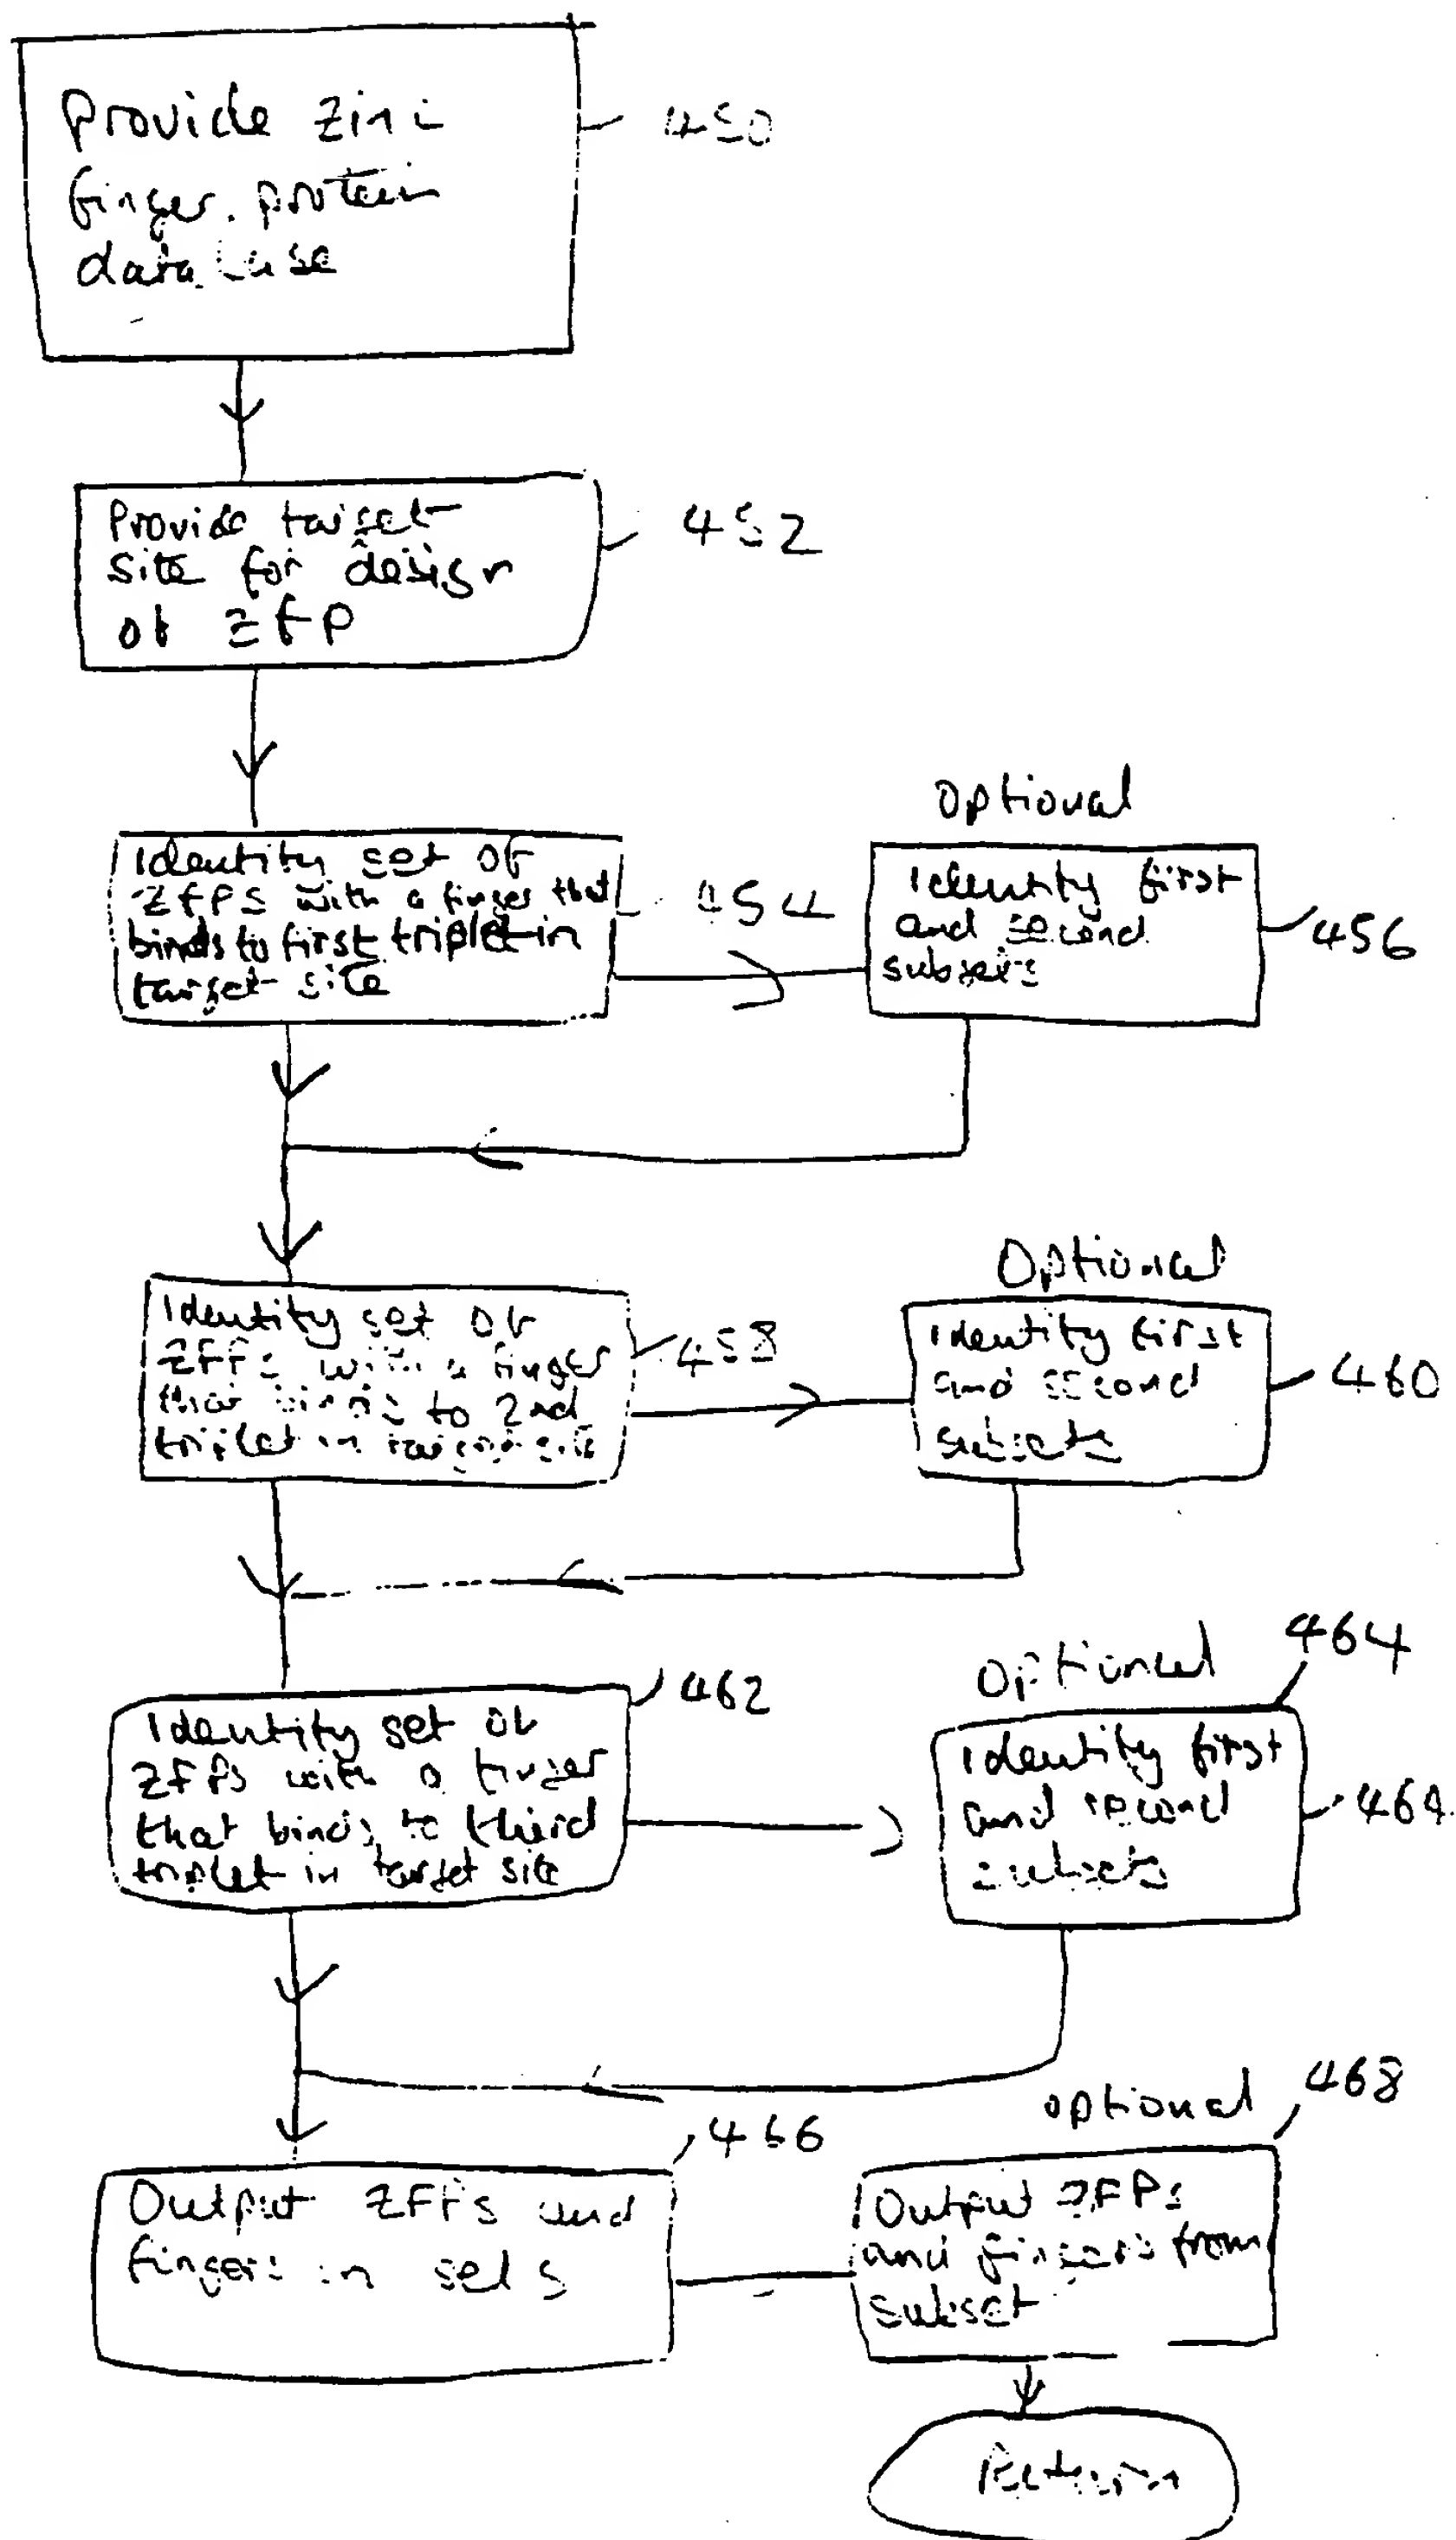 Provide zinc
finger protein
database
450
Provide target
site for design
of ZFP
452
Optional
Identify set of
ZFPs with a finger that
binds to first triplet in
target site
454
Identify first
and second
subsets
456
Optional
Identify set of
ZFPs with a finger
that binds to 2nd
triplet in target site
458
Identify first
and second
subsets
460
Optional
464
Identify set of
ZFPs with a finger
that binds to third
triplet in target site
462
Identify first
and second
subsets
464
Optional
468
466
Output ZFPs and
fingers in sets
Output ZFPs
and fingers from
subset
Return